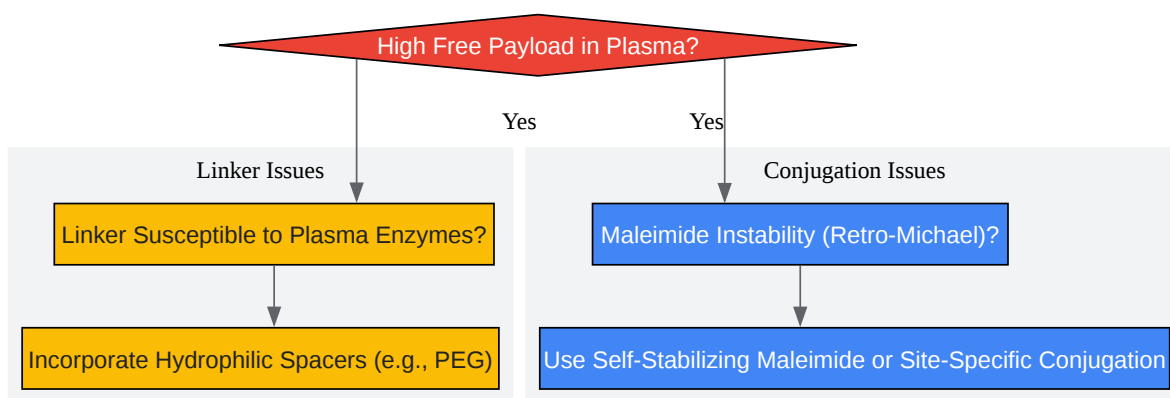 High Free Payload in Plasma?
Yes
Yes
Linker Issues
Conjugation Issues
Linker Susceptible to Plasma Enzymes?
Maleimide Instability (Retro-Michael)?
Incorporate Hydrophilic Spacers (e.g., PEG)
Use Self-Stabilizing Maleimide or Site-Specific Conjugation